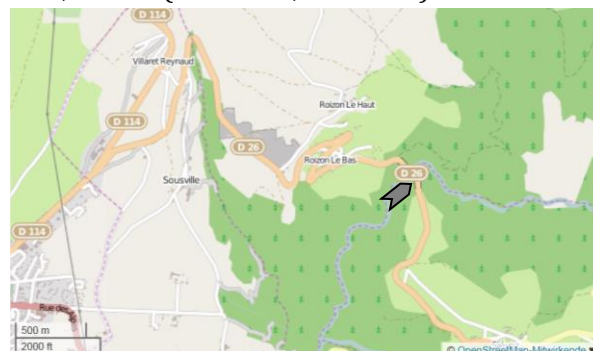 D 114
Villaret Reynaud
Roizon Le Haut
D 114
D 26
Roizon Le Bas
D 26
Sousville
D 114
500 m
2000 ft
© OpenStreetMap-Mitwirkende